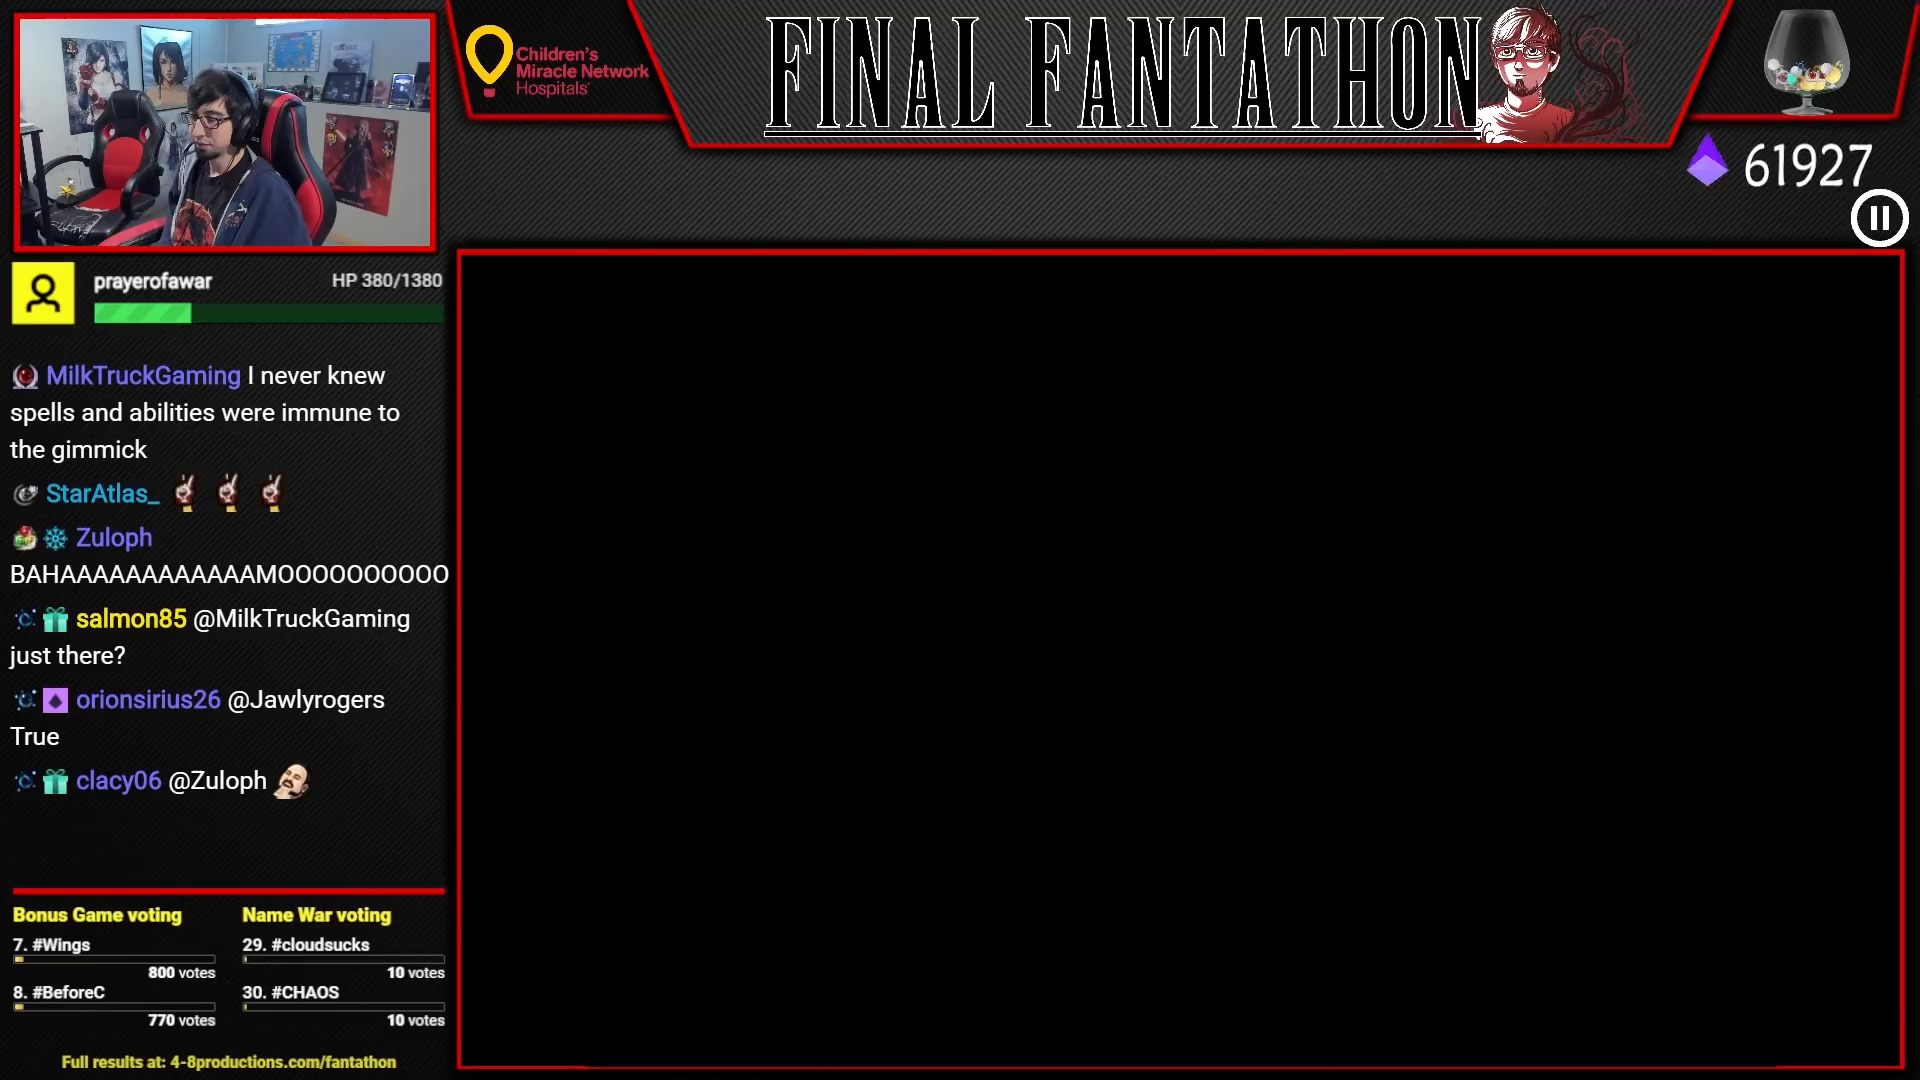 Children's
Miracle Network
Hospitals
FINAL FANTATHON
61927
prayerofawar HP 380/1380
MilkTruckGaming I never knew
spells and abilities were immune to
the gimmick
StarAtlas_
Zuloph
BAHAAAAAAAAAAAAMOOOOOOOOOO
salmon85 @MilkTruckGaming
just there?
orionsirius26 @Jawlyrogers
True
clacy06 @Zuloph
Bonus Game voting
7. #Wings
800 votes
8. #BeforeC
770 votes
Name War voting
29. #cloudsucks
10 votes
30. #CHAOS
10 votes
Full results at: 4-8productions.com/fantathon